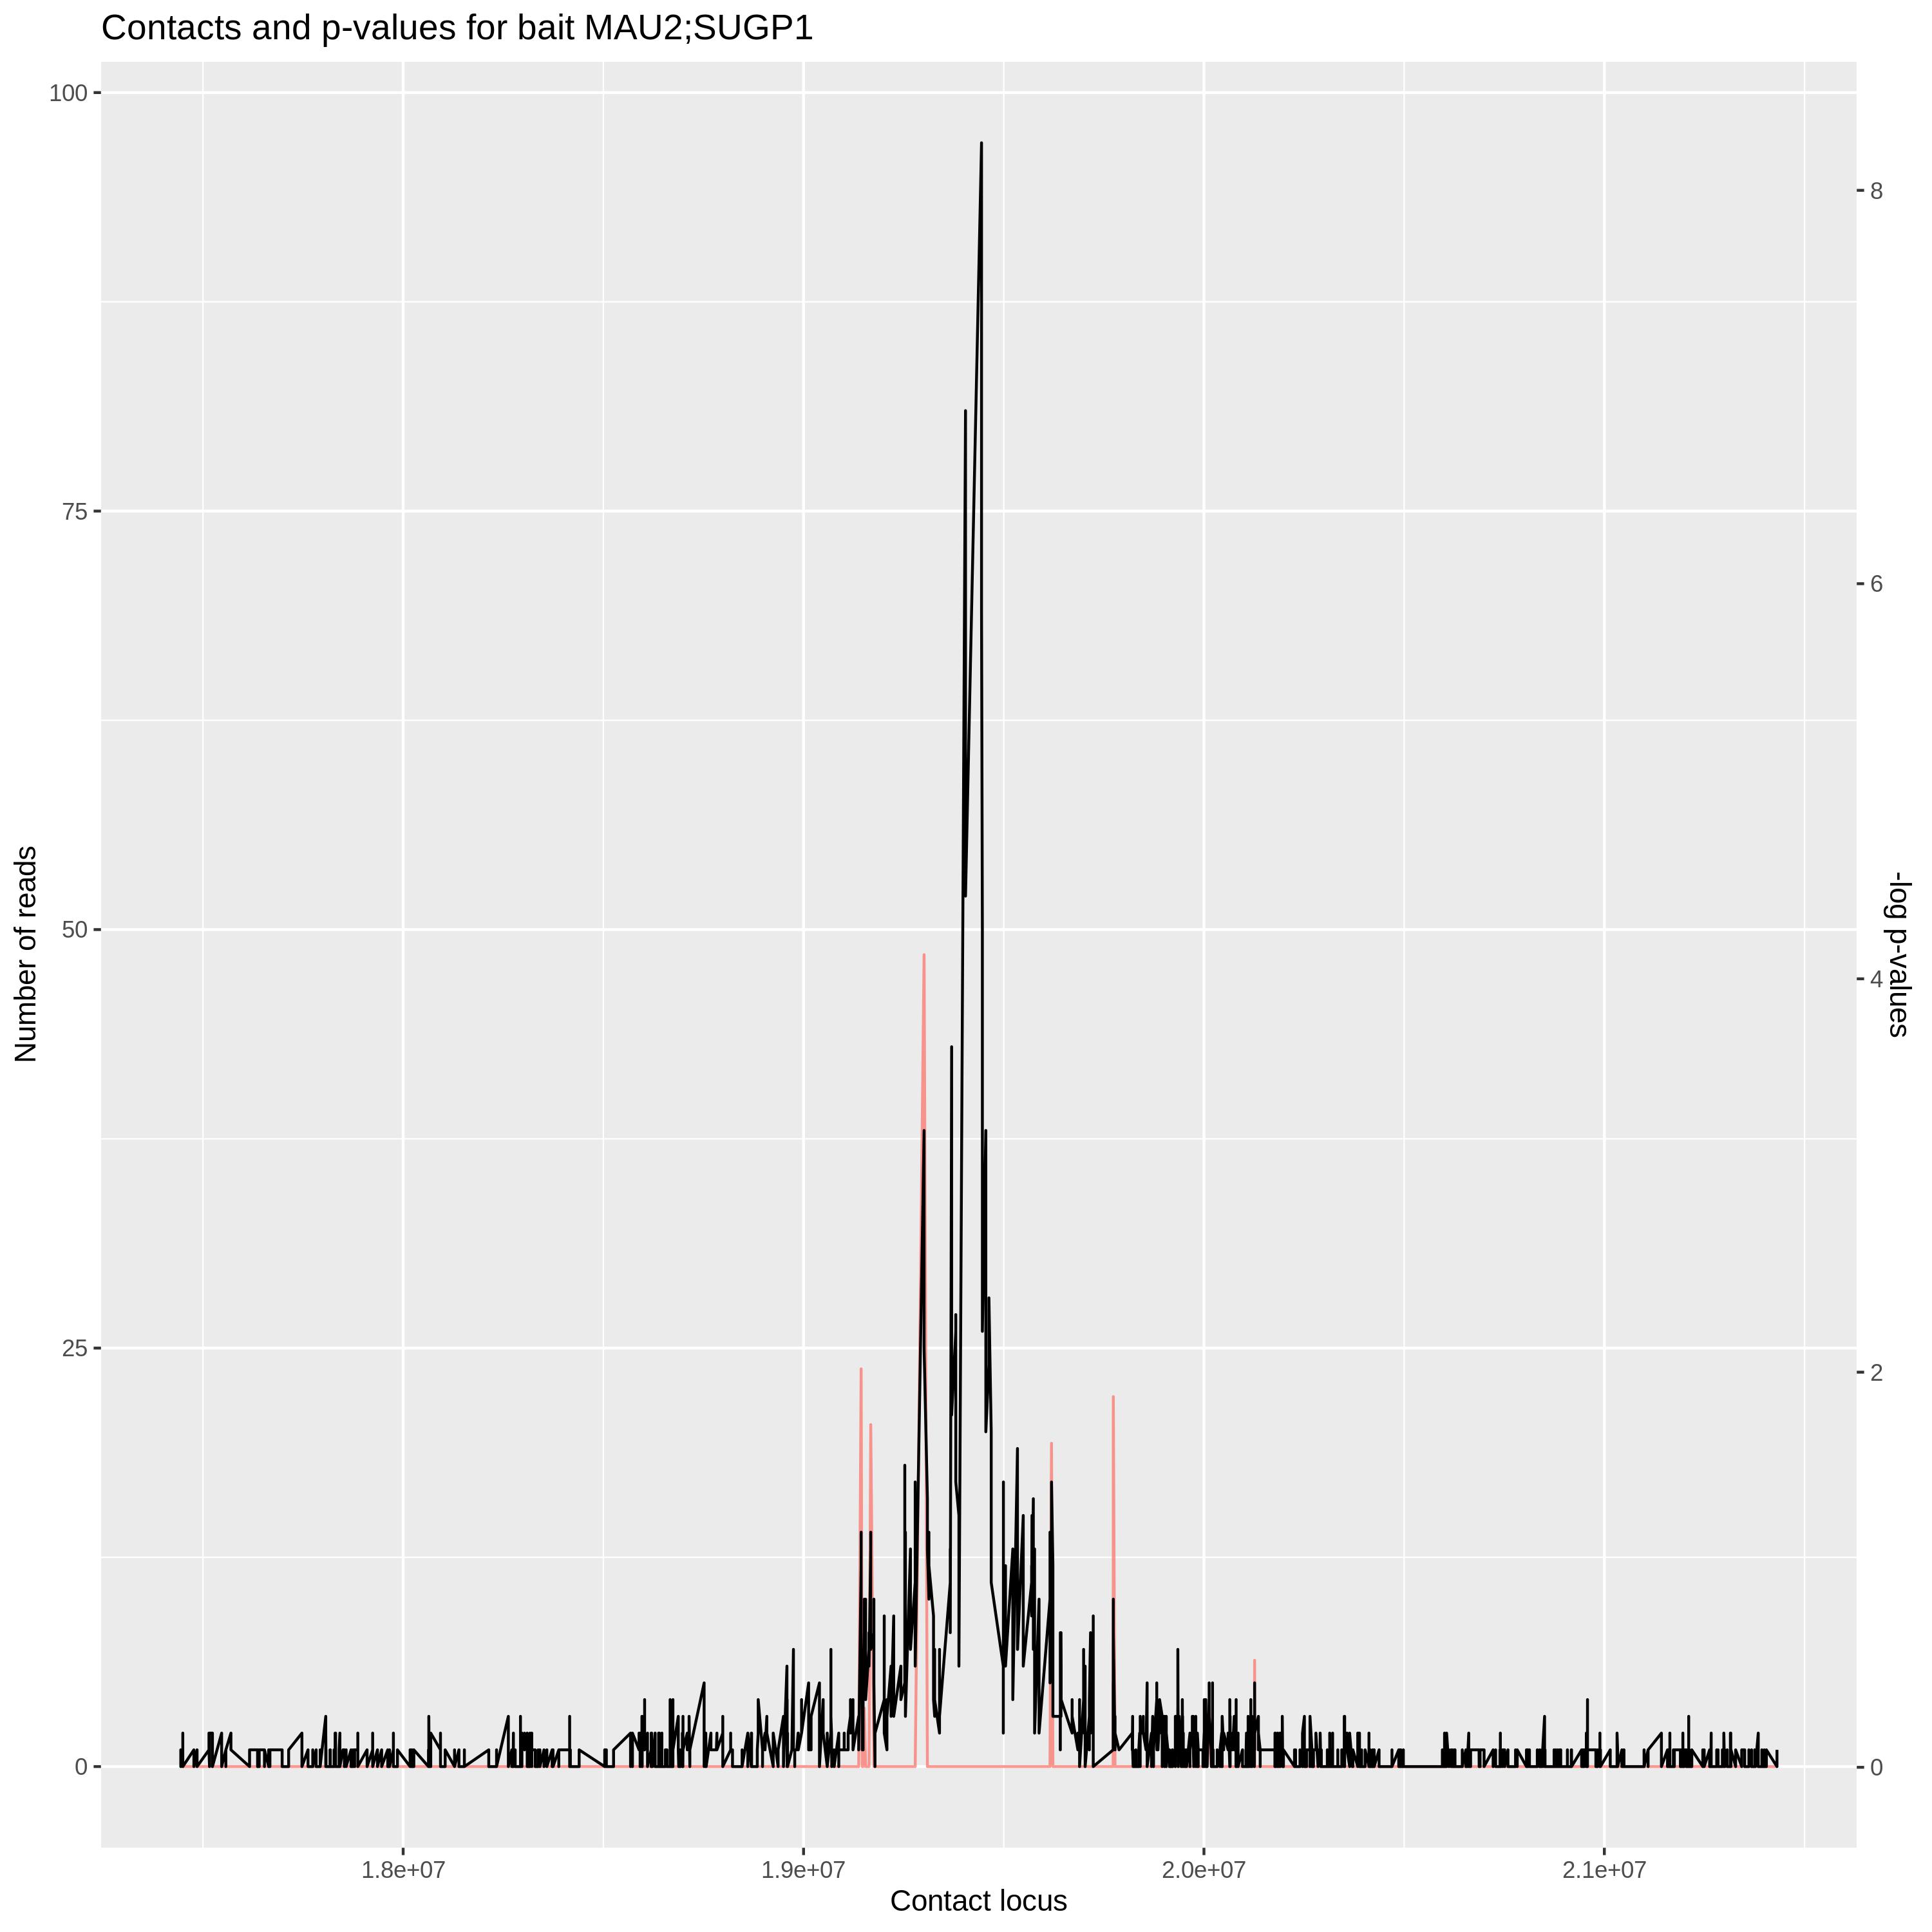 Contacts and p-values for bait MAU2;SUGP1
100
75
50
25
0
Number of reads
8
6
4
2
0
-log p-values
1.8e+07
1.9e+07
2.0e+07
2.1e+07
Contact locus